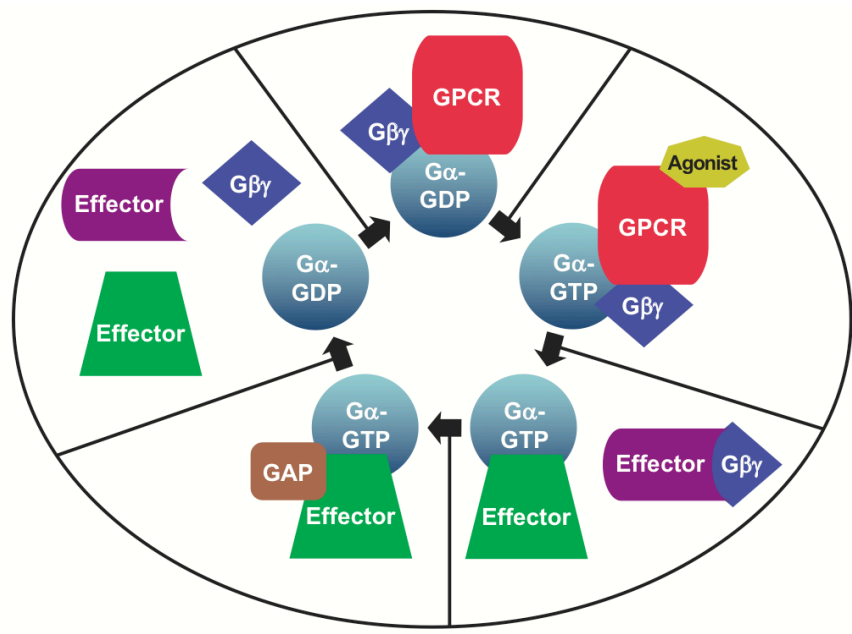 GPCR
Gβγ
Gα-
GDP
Agonist
GPCR
Gα-
GTP
Gβγ
Effector
Gβγ
Gα-
GDP
Effector
Gα-
GTP
GAP
Effector
Gα-
GTP
Effector
Effector
Gβγ